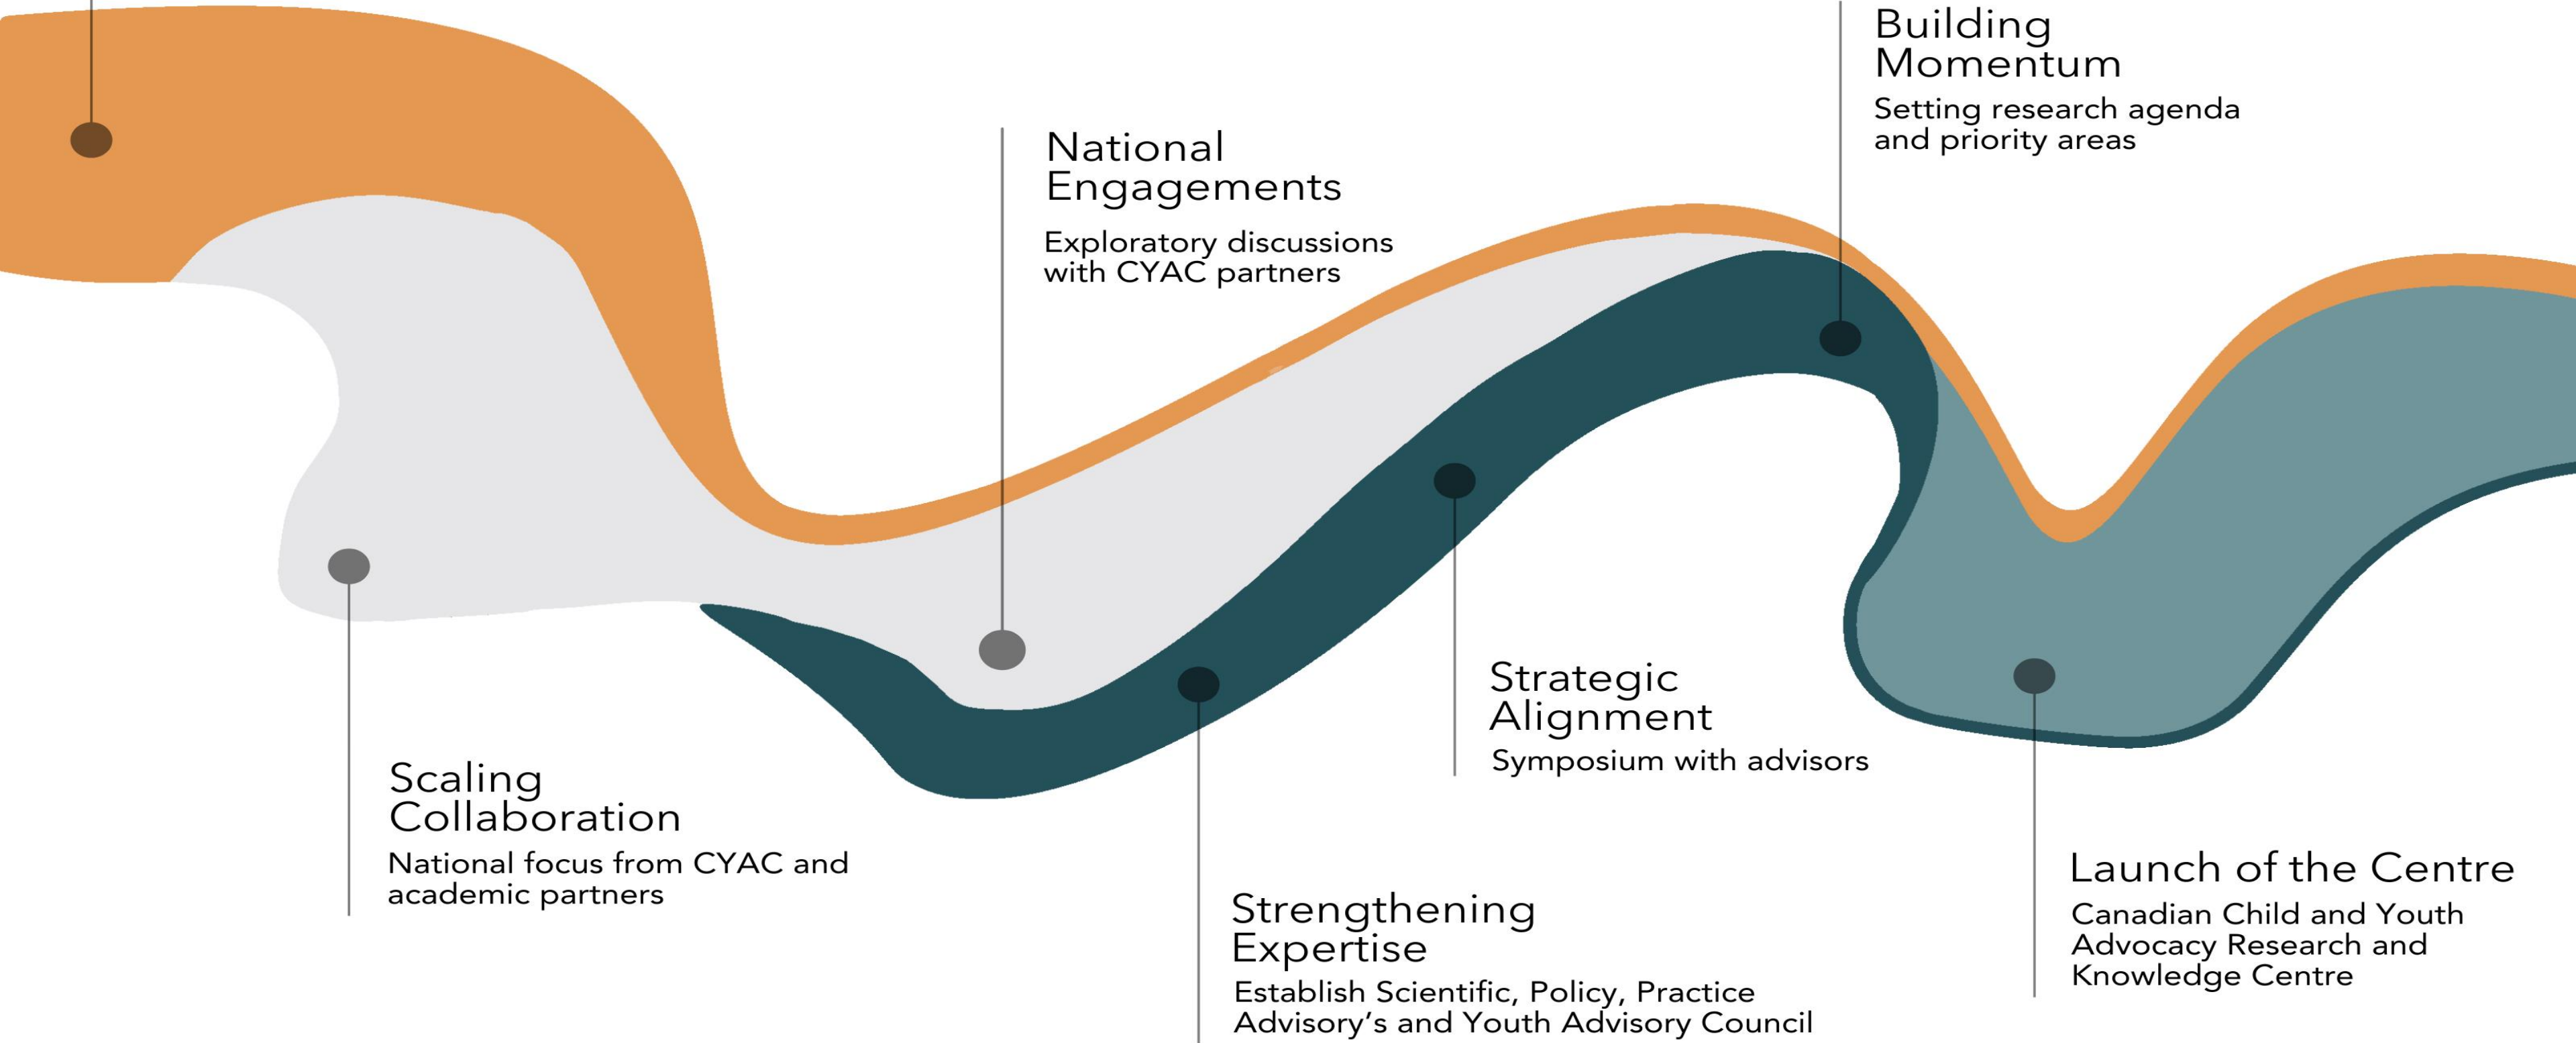 Building
Momentum
Setting research agenda
and priority areas
National
Engagements
Exploratory discussions
with CYAC partners
Strategic
Alignment
Symposium with advisors
Scaling
Collaboration
National focus from CYAC and
academic partners
Launch of the Centre
Canadian Child and Youth
Advocacy Research and
Knowledge Centre
Strengthening
Expertise
Establish Scientific, Policy, Practice
Advisory's and Youth Advisory Council